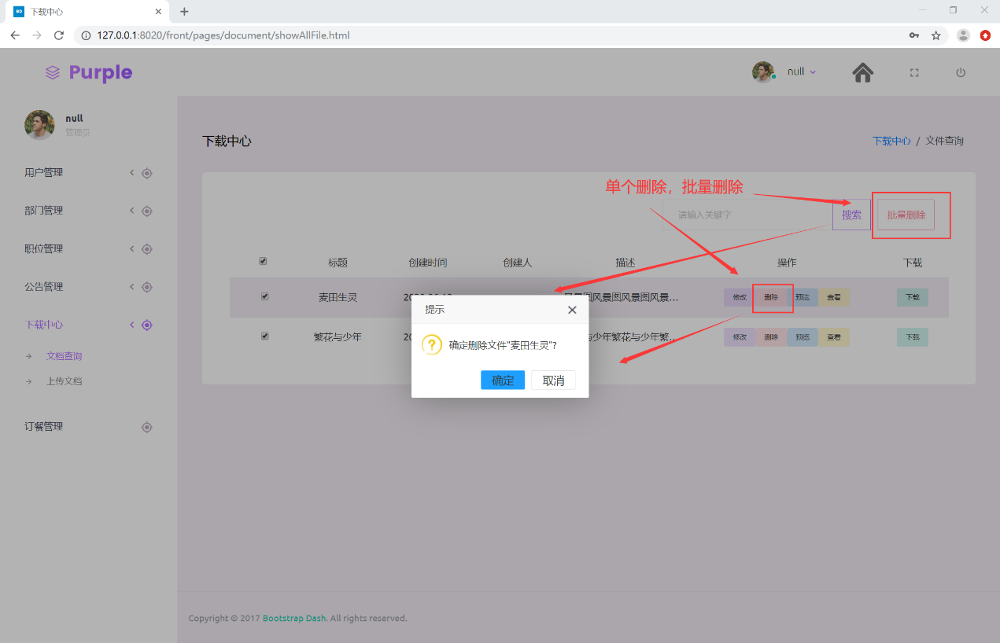 下载中心
127.0.0.1:8020/front/pages/document/showAllFile.html
Purple
null
null
管理员
用户管理
部门管理
职位管理
公告管理
下载中心
文档查询
上传文档
订餐管理
下载中心
下载中心 / 文件查询
单个删除，批量删除
请输入关键字
搜索
批量删除
标题 创建时间 创建人 描述 操作 下载
麦田生灵 风景图风景图风景图风景... 修改 删除 预览 查看 下载
繁花与少年 与少年繁花与少年繁... 修改 删除 预览 查看 下载
提示
确定删除文件"麦田生灵"?
确定 取消
Copyright © 2017 Bootstrap Dash. All rights reserved.